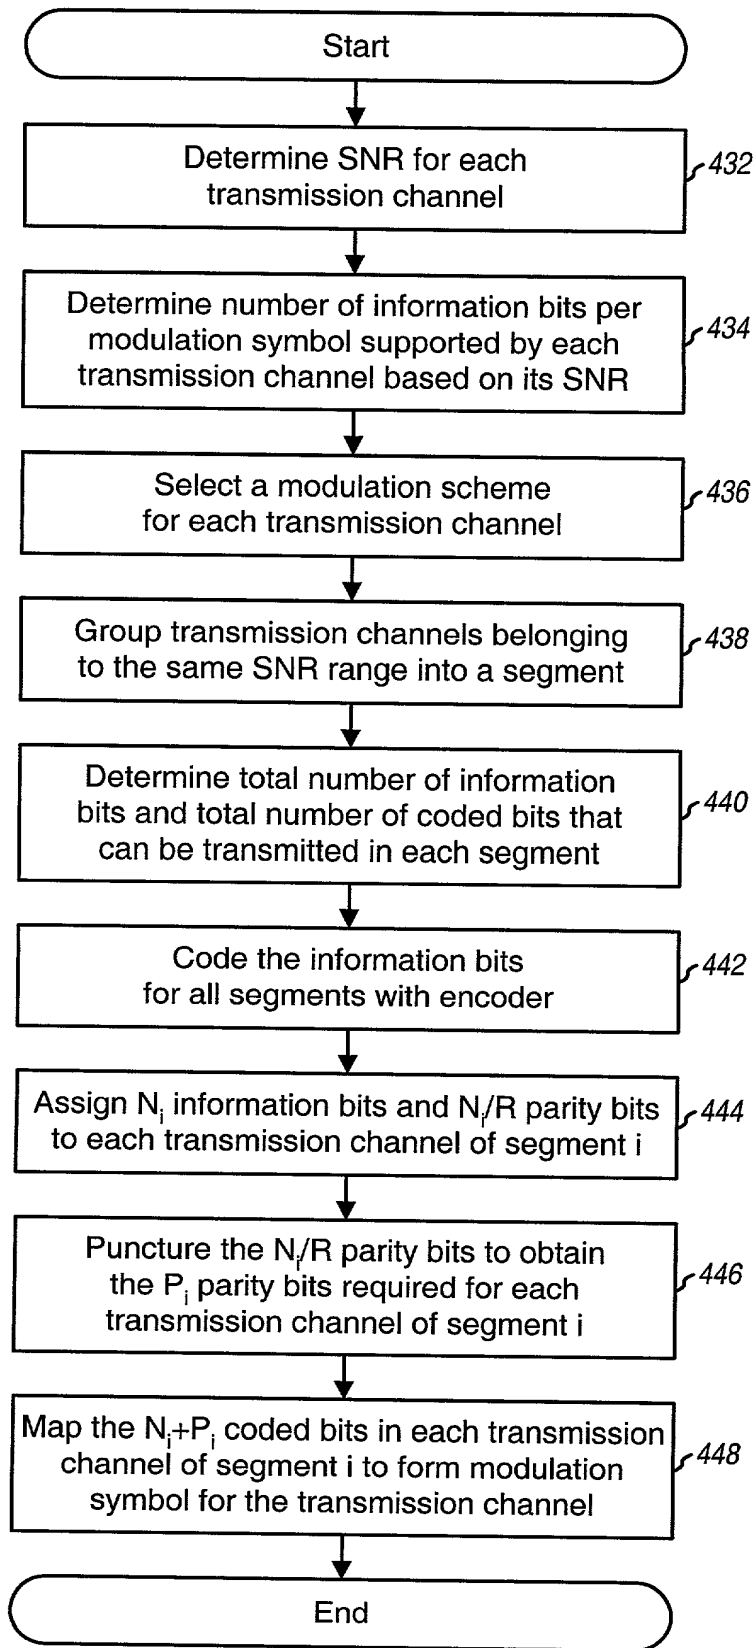 Start
Determine SNR for each
transmission channel
432
Determine number of information bits per
modulation symbol supported by each
transmission channel based on its SNR
434
Select a modulation scheme
for each transmission channel
436
Group transmission channels belonging
to the same SNR range into a segment
438
Determine total number of information
bits and total number of coded bits that
can be transmitted in each segment
440
Code the information bits
for all segments with encoder
442
Assign Ni information bits and Ni/R parity bits
to each transmission channel of segment i
444
Puncture the Ni/R parity bits to obtain
the Pi parity bits required for each
transmission channel of segment i
446
Map the Ni+Pi coded bits in each transmission
channel of segment i to form modulation
symbol for the transmission channel
448
End